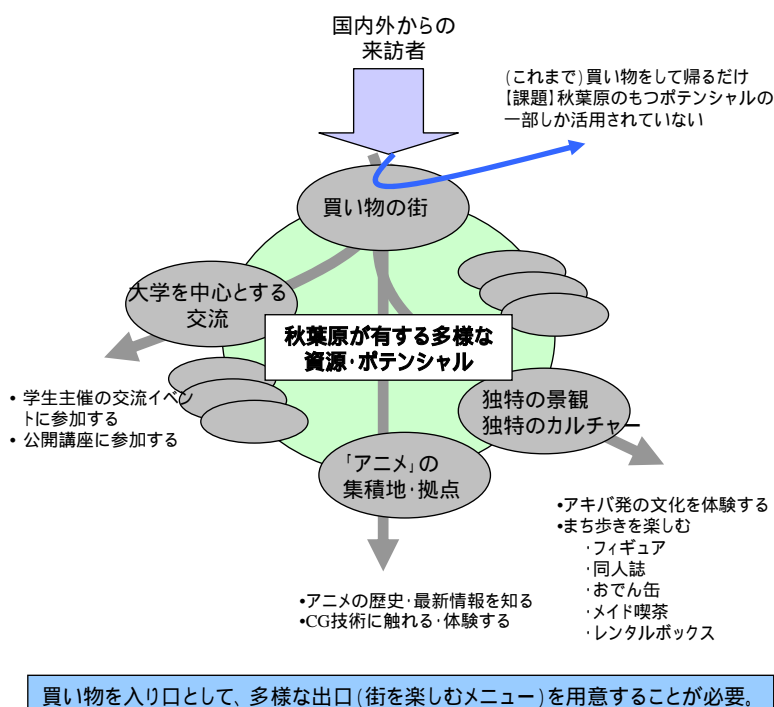 国内外からの
来訪者
(これまで)買い物をして帰るだけ
【課題】秋葉原のもつポテンシャルの
一部しか活用されていない
買い物の街
大学を中心とする
交流
秋葉原が有する多様な
資源・ポテンシャル
• 学生主催の交流イベン
トに参加する
• 公開講座に参加する
独特の景観
独特のカルチャー
「アニメ」の
集積地・拠点
•アキバ発の文化を体験する
•まち歩きを楽しむ
・フィギュア
・同人誌
・おでん缶
・メイド喫茶
・レンタルボックス
•アニメの歴史・最新情報を知る
•CG技術に触れる・体験する
買い物を入り口として、多様な出口(街を楽しむメニュー)を用意することが必要。